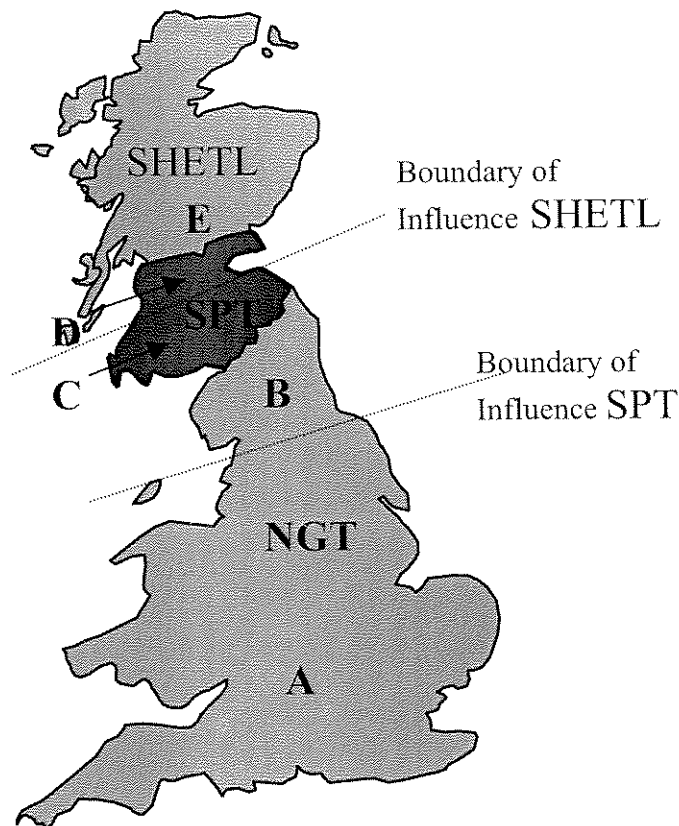 SHETL
E
Boundary of
Influence SHETL
SPT
D
C
B
Boundary of
Influence SPT
NGT
A